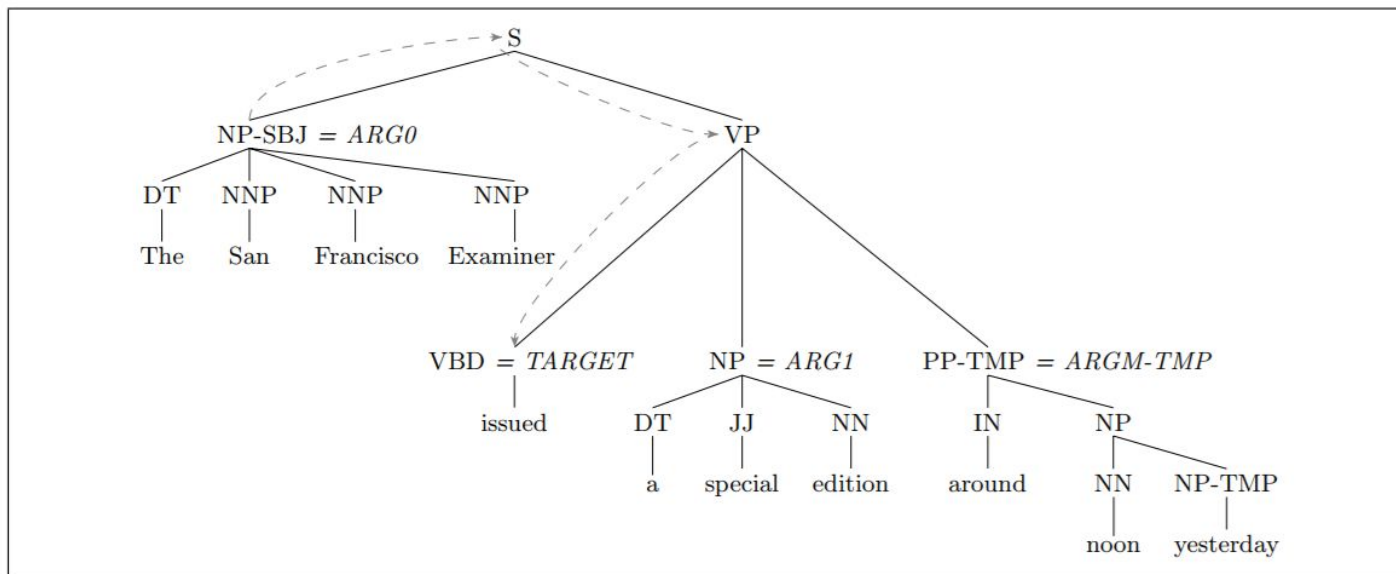 S
NP-SBJ = ARG0 VP
DT NNP NNP NNP
The San Francisco Examiner
VBD = TARGET NP = ARG1 PP-TMP = ARGM-TMP
issued DT JJ NN IN NP
a special edition around NN NP-TMP
noon yesterday